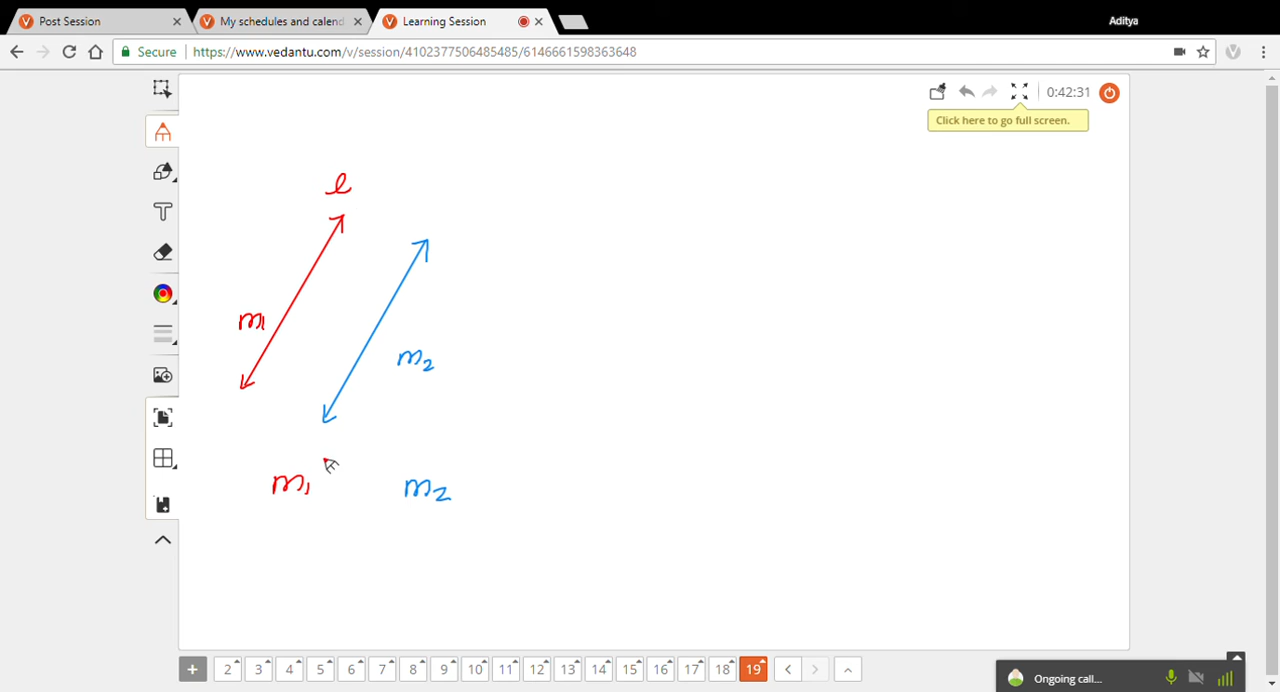 Post Session
My schedules and calend
Learning Session
Aditya
Secure
https://www.vedantu.com/v/session/4102377506485485/6146661598363648
0:42:31
Click here to go full screen.
l
m1
m2
m1 m2
2 3 4 5 6 7 8 9 10 11 12 13 14 15 16 17 18 19
Ongoing call...